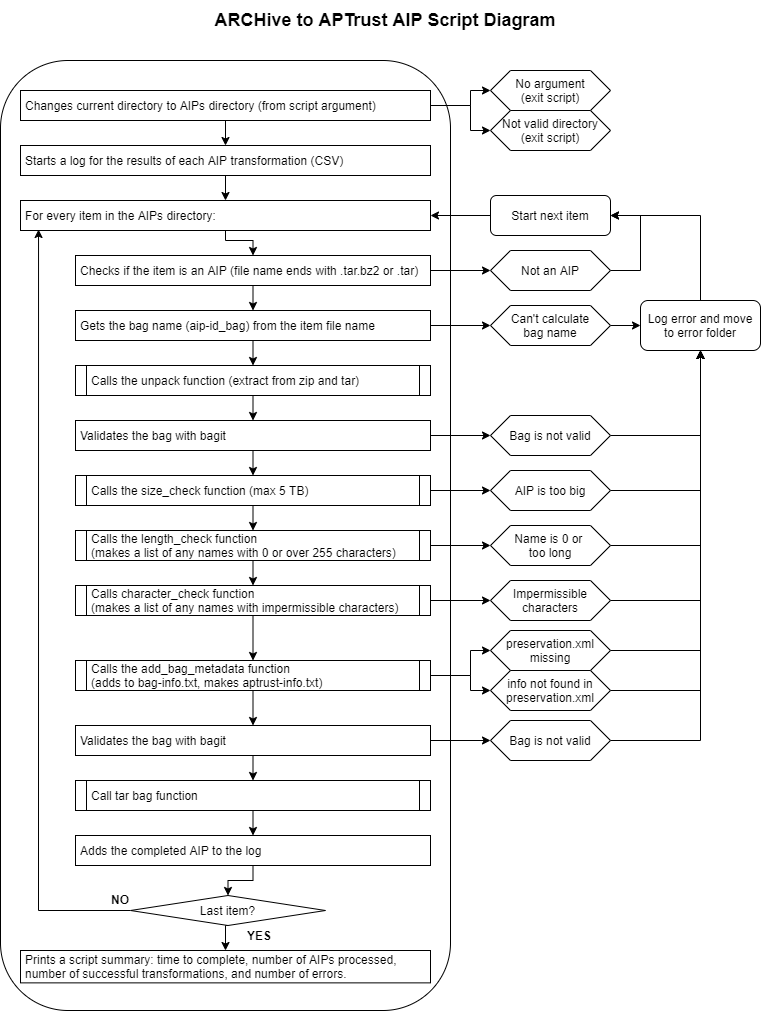 ARCHive to APTrust AIP Script Diagram
Changes current directory to AIPs directory (from script argument)
No argument
(exit script)
Not valid directory
(exit script)
Starts a log for the results of each AIP transformation (CSV)
For every item in the AIPs directory:
Start next item
Checks if the item is an AIP (file name ends with .tar.bz2 or .tar)
Not an AIP
Gets the bag name (aip-id_bag) from the item file name
Can't calculate
bag name
Log error and move
to error folder
Calls the unpack function (extract from zip and tar)
Validates the bag with bagit
Bag is not valid
Calls the size_check function (max 5 TB)
AIP is too big
Calls the length_check function
(makes a list of any names with 0 or over 255 characters)
Name is 0 or
too long
Calls character_check function
(makes a list of any names with impermissible characters)
Impermissible
characters
Calls the add_bag_metadata function
(adds to bag-info.txt, makes aptrust-info.txt)
preservation.xml
missing
info not found in
preservation.xml
Validates the bag with bagit
Bag is not valid
Call tar bag function
Adds the completed AIP to the log
Last item?
NO
YES
Prints a script summary: time to complete, number of AIPs processed,
number of successful transformations, and number of errors.